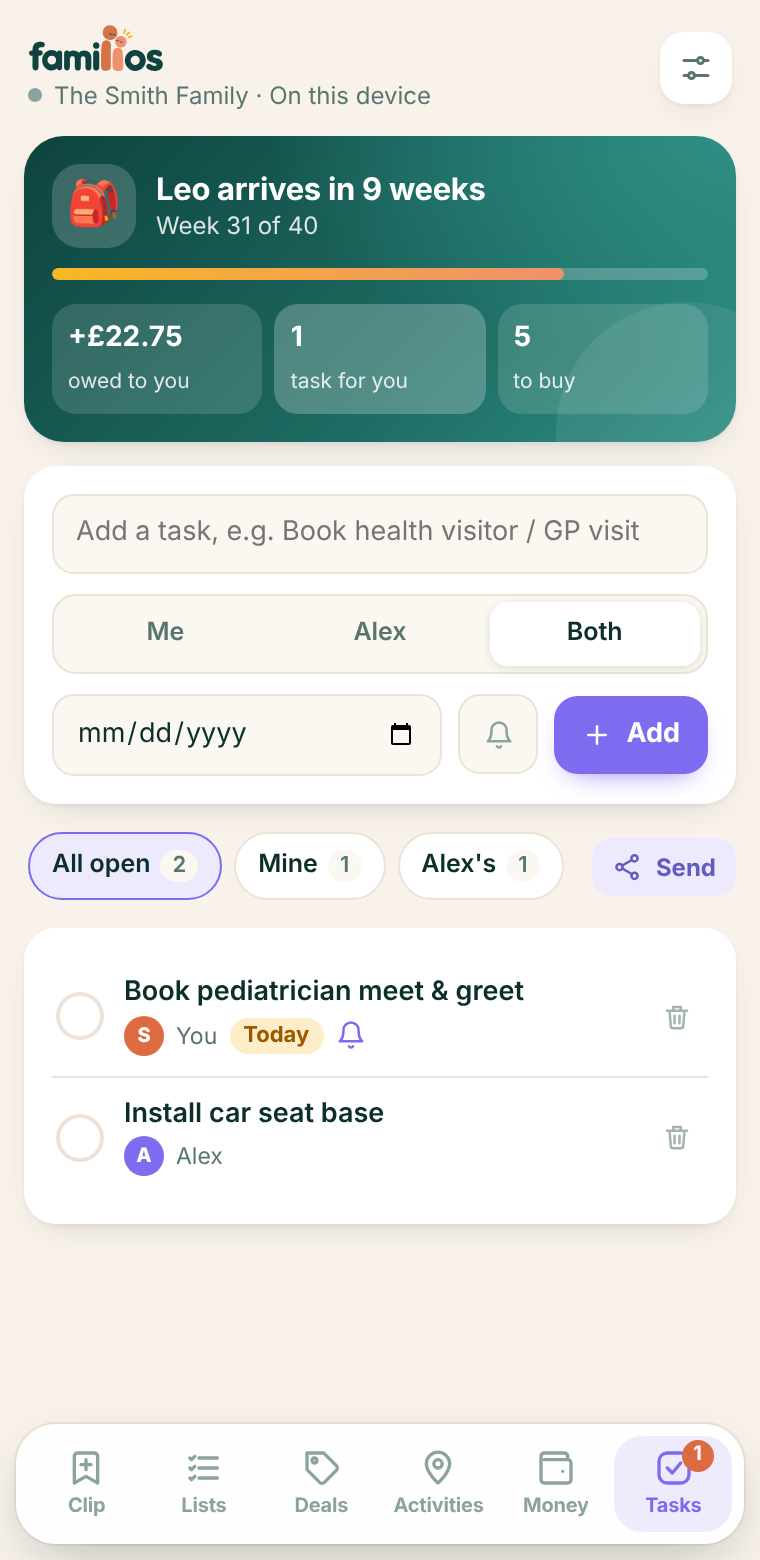 famillos
The Smith Family · On this device
Leo arrives in 9 weeks
Week 31 of 40
+£22.75
owed to you
1
task for you
5
to buy
Add a task, e.g. Book health visitor / GP visit
Me Alex Both
mm/dd/yyyy
+ Add
All open 2 Mine 1 Alex's 1 Send
Book pediatrician meet & greet
S You Today
Install car seat base
A Alex
1
Clip Lists Deals Activities Money Tasks